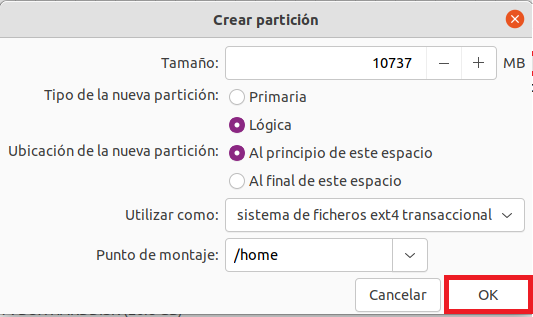 Crear partición
Tamaño: 10737 − + MB
Tipo de la nueva partición: Primaria
Lógica
Ubicación de la nueva partición: Al principio de este espacio
Al final de este espacio
Utilizar como: sistema de ficheros ext4 transaccional
Punto de montaje: /home
Cancelar OK